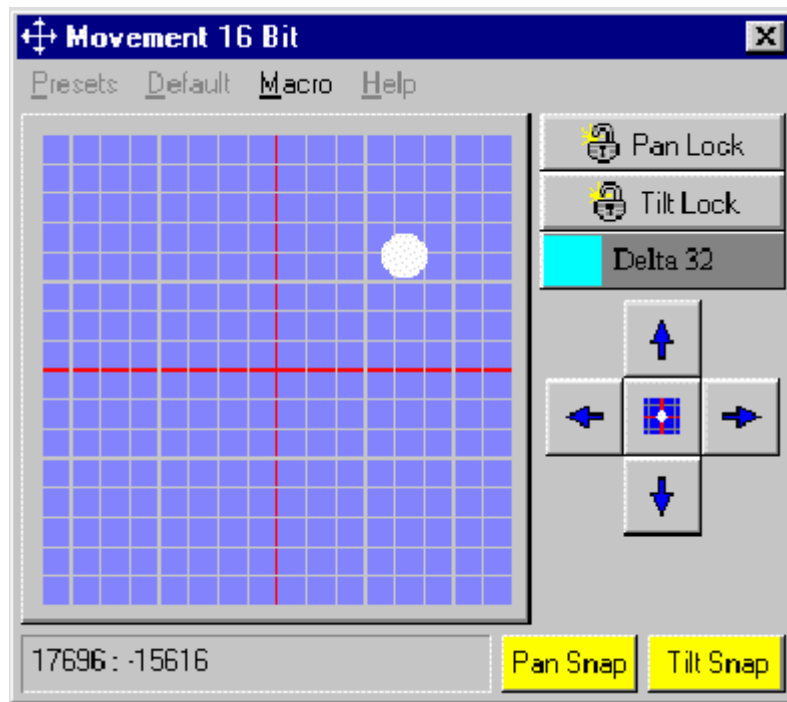 Movement 16 Bit
Presets Default Macro Help
Pan Lock
Tilt Lock
Delta 32
17696 : -15616
Pan Snap
Tilt Snap